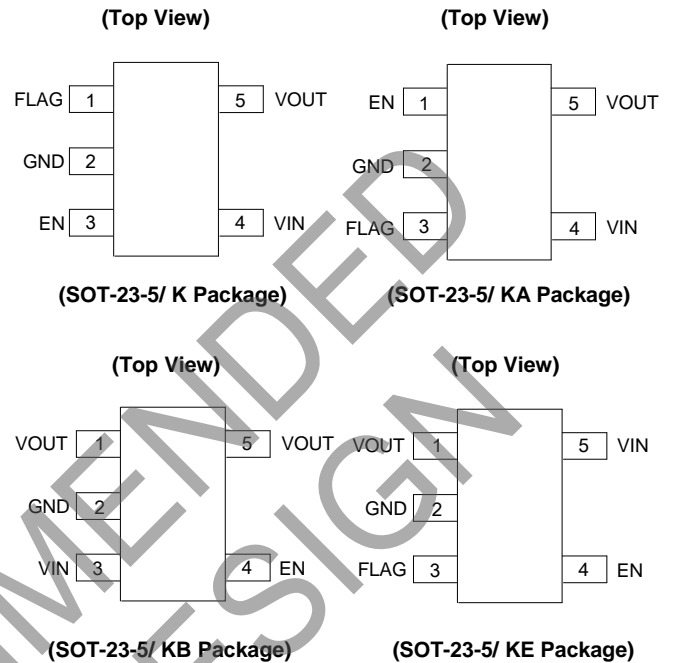 (Top View)
FLAG 1 5 VOUT
GND 2
EN 3 4 VIN
(SOT-23-5/ K Package)
(Top View)
EN 1 5 VOUT
GND 2
FLAG 3 4 VIN
(SOT-23-5/ KA Package)
(Top View)
VOUT 1 5 VOUT
GND 2
VIN 3 4 EN
(SOT-23-5/ KB Package)
(Top View)
VOUT 1 5 VIN
GND 2
FLAG 3 4 EN
(SOT-23-5/ KE Package)
MMENDED
ESIGN